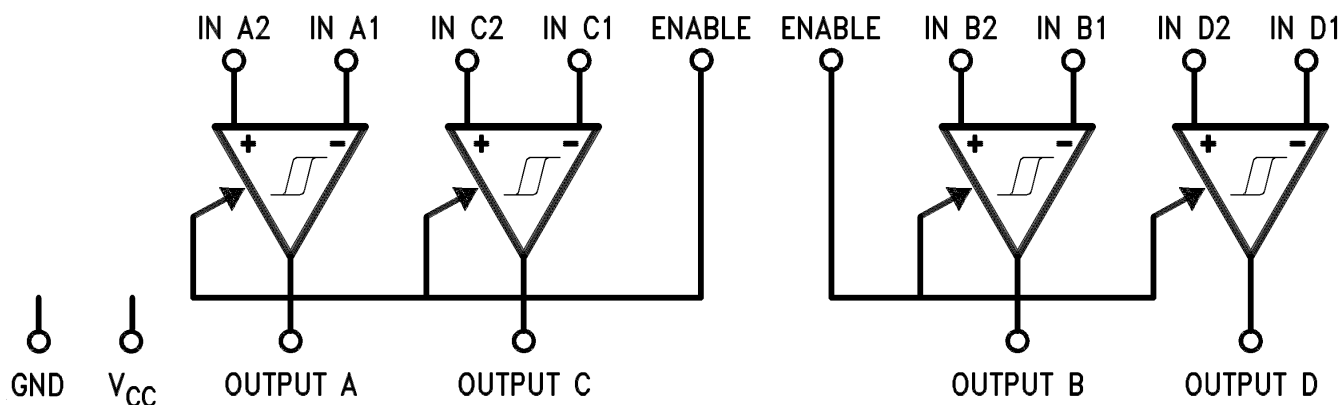 IN A2 IN A1 IN C2 IN C1 ENABLE ENABLE IN B2 IN B1 IN D2 IN D1
+ − + − + − + −
GND VCC OUTPUT A OUTPUT C OUTPUT B OUTPUT D